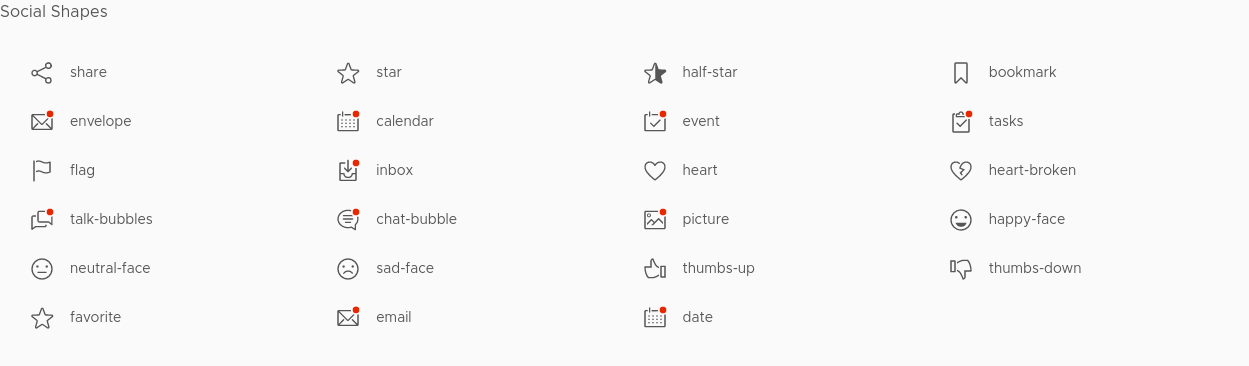 Social Shapes
share star half-star bookmark
envelope calendar event tasks
flag inbox heart heart-broken
talk-bubbles chat-bubble picture happy-face
neutral-face sad-face thumbs-up thumbs-down
favorite email date